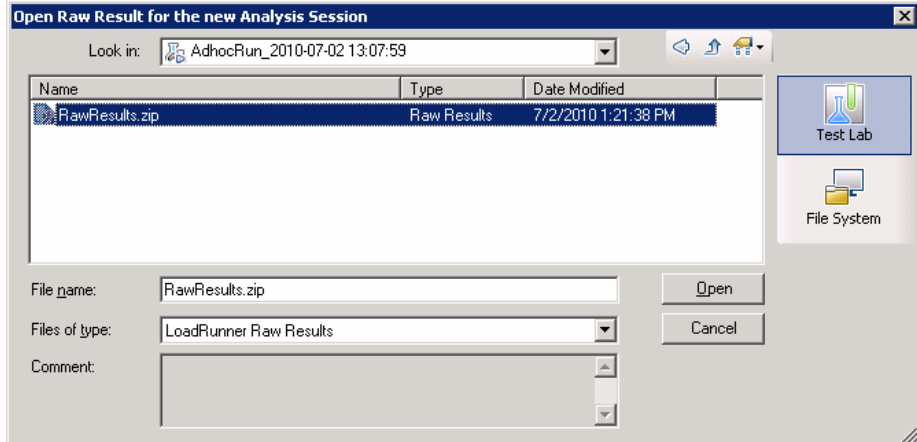 Open Raw Result for the new Analysis Session
Look in: AdhocRun_2010-07-02 13:07:59
Name Type Date Modified
RawResults.zip Raw Results 7/2/2010 1:21:38 PM
Test Lab
File System
File name: RawResults.zip Open
Files of type: LoadRunner Raw Results Cancel
Comment: